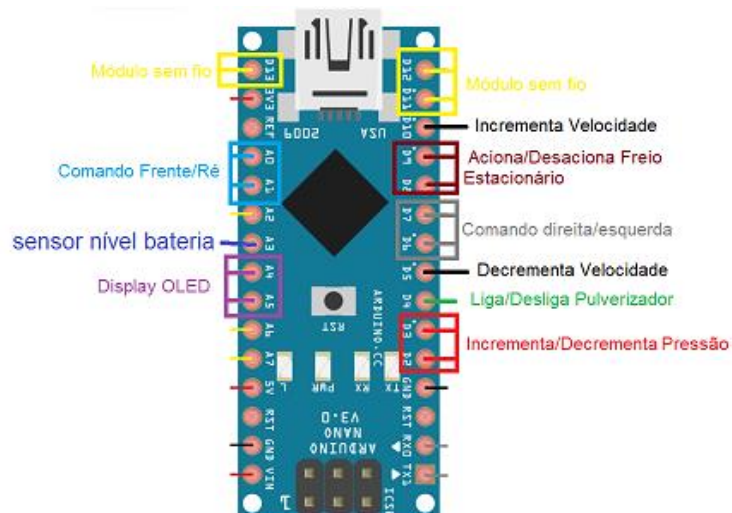 Módulo sem fio
D13
3V3
REF
A0
A1
A2
A3
A4
A5
A6
A7
5V
RST
GND
VIN
Comando Frente/Ré
sensor nível bateria
Display OLED
USA
2009
RST
ARDUINO.CC
L
PWR
RX
TX
ARDUINO
NANO
V3.0
ICSP
1
D12
D11
D10
D9
D8
D7
D6
D5
D4
D3
D2
GND
RST
RX0
TX1
Módulo sem fio
Incrementa Velocidade
Aciona/Desaciona Freio
Estacionário
Comando direita/esquerda
Decrementa Velocidade
Liga/Desliga Pulverizador
Incrementa/Decrementa Pressão